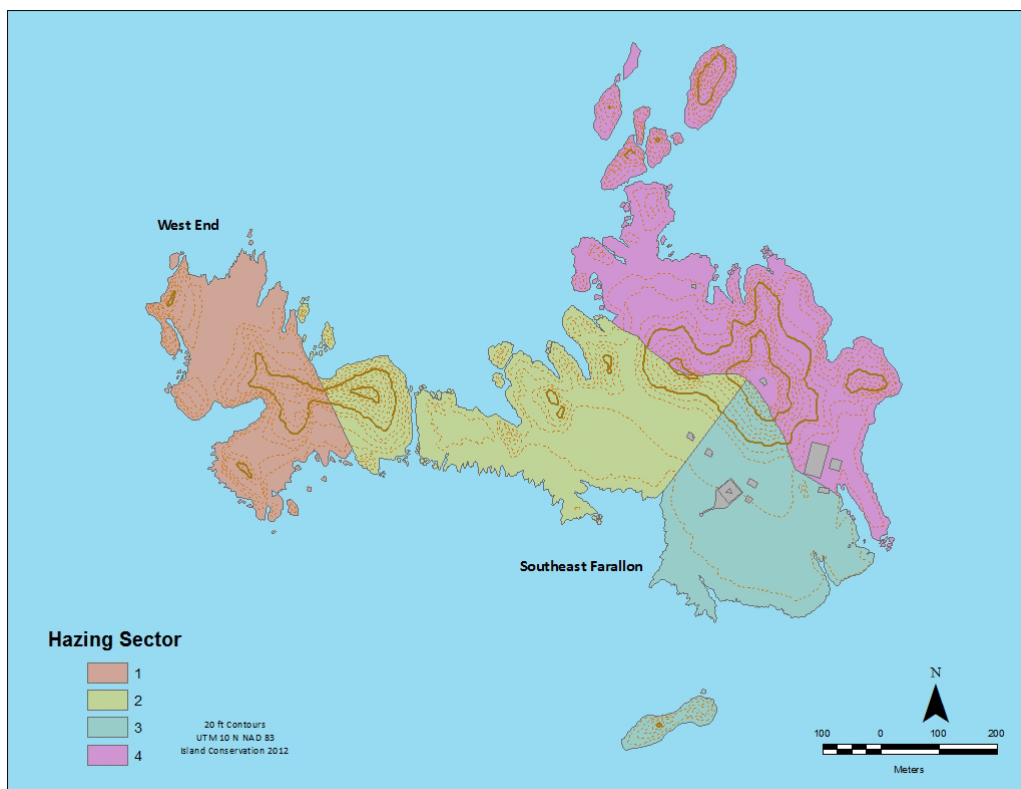 West End
Southeast Farallon
Hazing Sector
1
2
3
4
20 ft Contours
UTM 10 N NAD 83
Island Conservation 2012
N
100 0 100 200
Meters